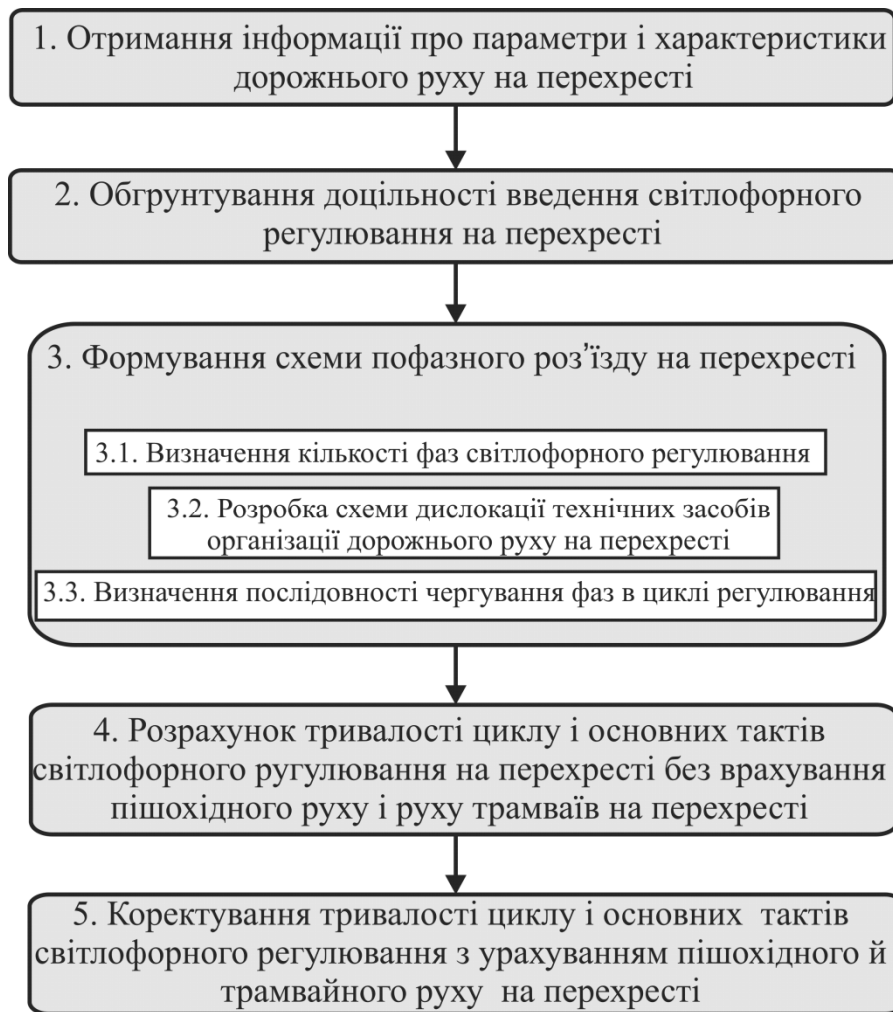 1. Отримання інформації про параметри і характеристики
дорожнього руху на перехресті
2. Обгрунтування доцільності введення світлофорного
регулювання на перехресті
3. Формування схеми пофазного роз’їзду на перехресті
3.1. Визначення кількості фаз світлофорного регулювання
3.2. Розробка схеми дислокації технічних засобів
організації дорожнього руху на перехресті
3.3. Визначення послідовності чергування фаз в циклі регулювання
4. Розрахунок тривалості циклу і основних тактів
світлофорного ругулювання на перехресті без врахування
пішохідного руху і руху трамваїв на перехресті
5. Коректування тривалості циклу і основних тактів
світлофорного регулювання з урахуванням пішохідного й
трамвайного руху на перехресті